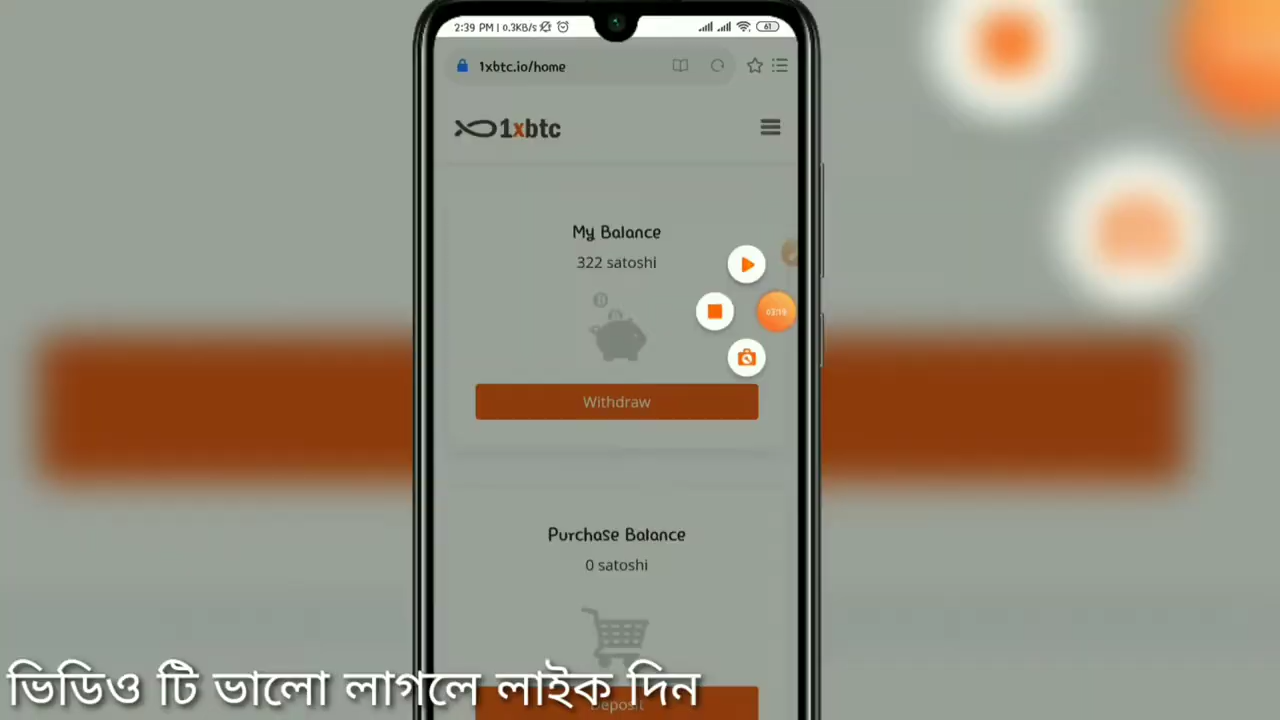 2:39 PM | 0.3KB/s
61
1xbtc.io/home
1xbtc
My Balance
322 satoshi
Withdraw
Purchase Balance
0 satoshi
Deposit
ভিডিও টি ভালো লাগলে লাইক দিন